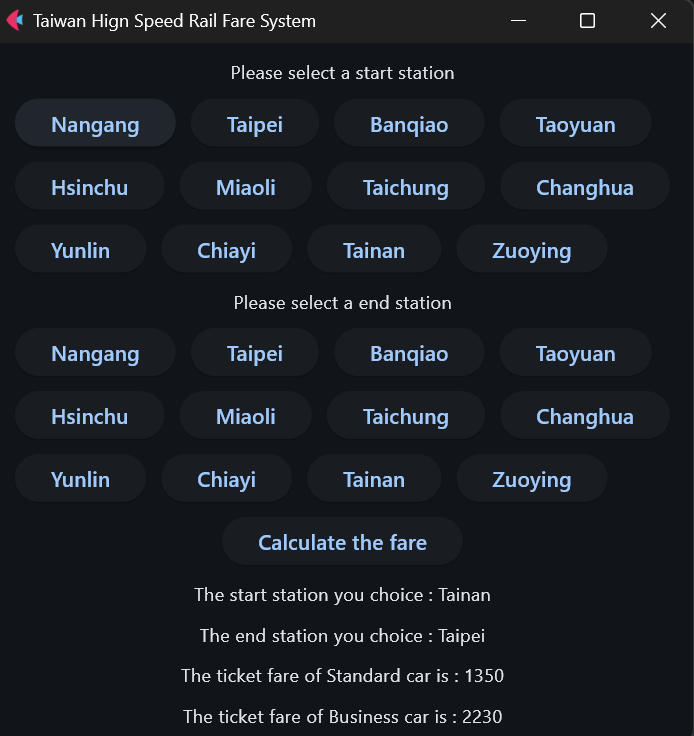 Taiwan Hign Speed Rail Fare System
Please select a start station
Nangang Taipei Banqiao Taoyuan
Hsinchu Miaoli Taichung Changhua
Yunlin Chiayi Tainan Zuoying
Please select a end station
Nangang Taipei Banqiao Taoyuan
Hsinchu Miaoli Taichung Changhua
Yunlin Chiayi Tainan Zuoying
Calculate the fare
The start station you choice : Tainan
The end station you choice : Taipei
The ticket fare of Standard car is : 1350
The ticket fare of Business car is : 2230